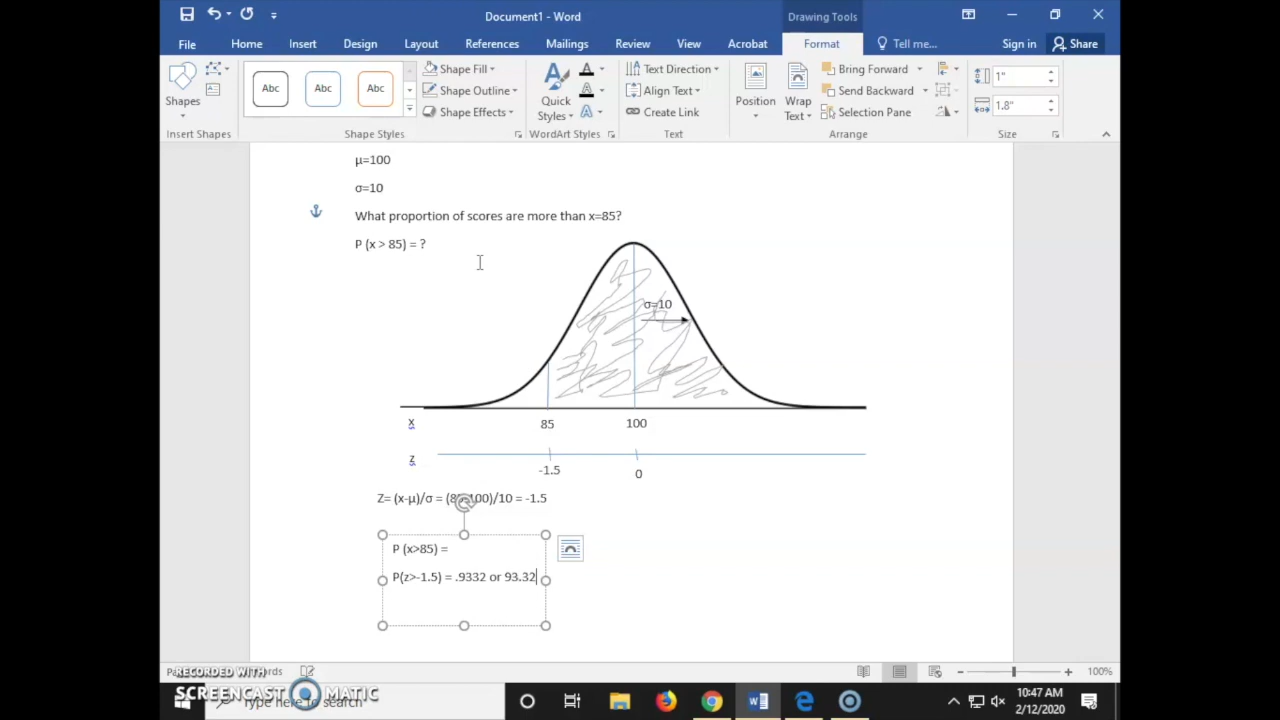 Document1 - Word
Drawing Tools
File Home Insert Design Layout References Mailings Review View Acrobat Format Tell me... Sign in Share
Shapes
Insert Shapes
Abc Abc Abc
Shape Fill
Shape Outline
Shape Effects
Shape Styles
Quick Styles
WordArt Styles
Text Direction
Align Text
Create Link
Text
Position
Wrap Text
Bring Forward
Send Backward
Selection Pane
Arrange
1"
1.8"
Size
μ=100
σ=10
What proportion of scores are more than x=85?
P (x > 85) = ?
σ=10
x 85 100
z -1.5 0
Z= (x-μ)/σ = (85-100)/10 = -1.5
P (x>85) =
P(z>-1.5) = .9332 or 93.32
100%
RECORDED WITH
SCREENCAST MATIC
Type here to search
10:47 AM
2/12/2020